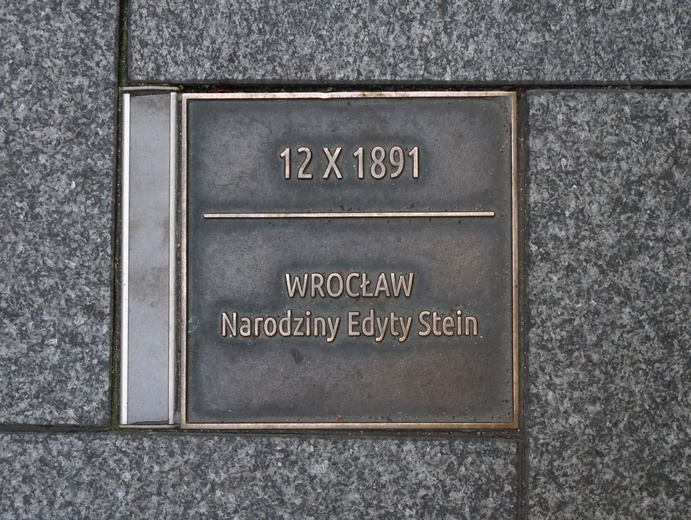 12 X 1891
WROCŁAW
Narodziny Edyty Stein